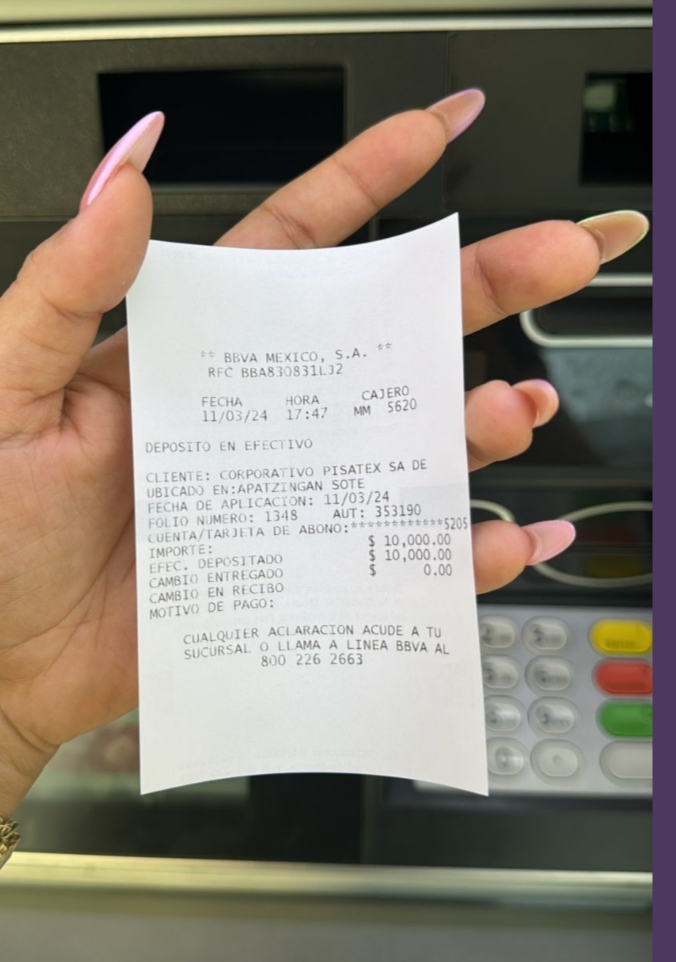 ** BBVA MEXICO, S.A. **
RFC BBA830831LJ2
FECHA HORA CAJERO
11/03/24 17:47 MM 5620
DEPOSITO EN EFECTIVO
CLIENTE: CORPORATIVO PISATEX SA DE
UBICADO EN:APATZINGAN SOTE
FECHA DE APLICACION: 11/03/24
FOLIO NUMERO: 1348 AUT: 353190
CUENTA/TARJETA DE ABONO:************5205
IMPORTE: $ 10,000.00
EFEC. DEPOSITADO $ 10,000.00
CAMBIO ENTREGADO $ 0.00
CAMBIO EN RECIBO
MOTIVO DE PAGO:
CUALQUIER ACLARACION ACUDE A TU
SUCURSAL O LLAMA A LINEA BBVA AL
800 226 2663